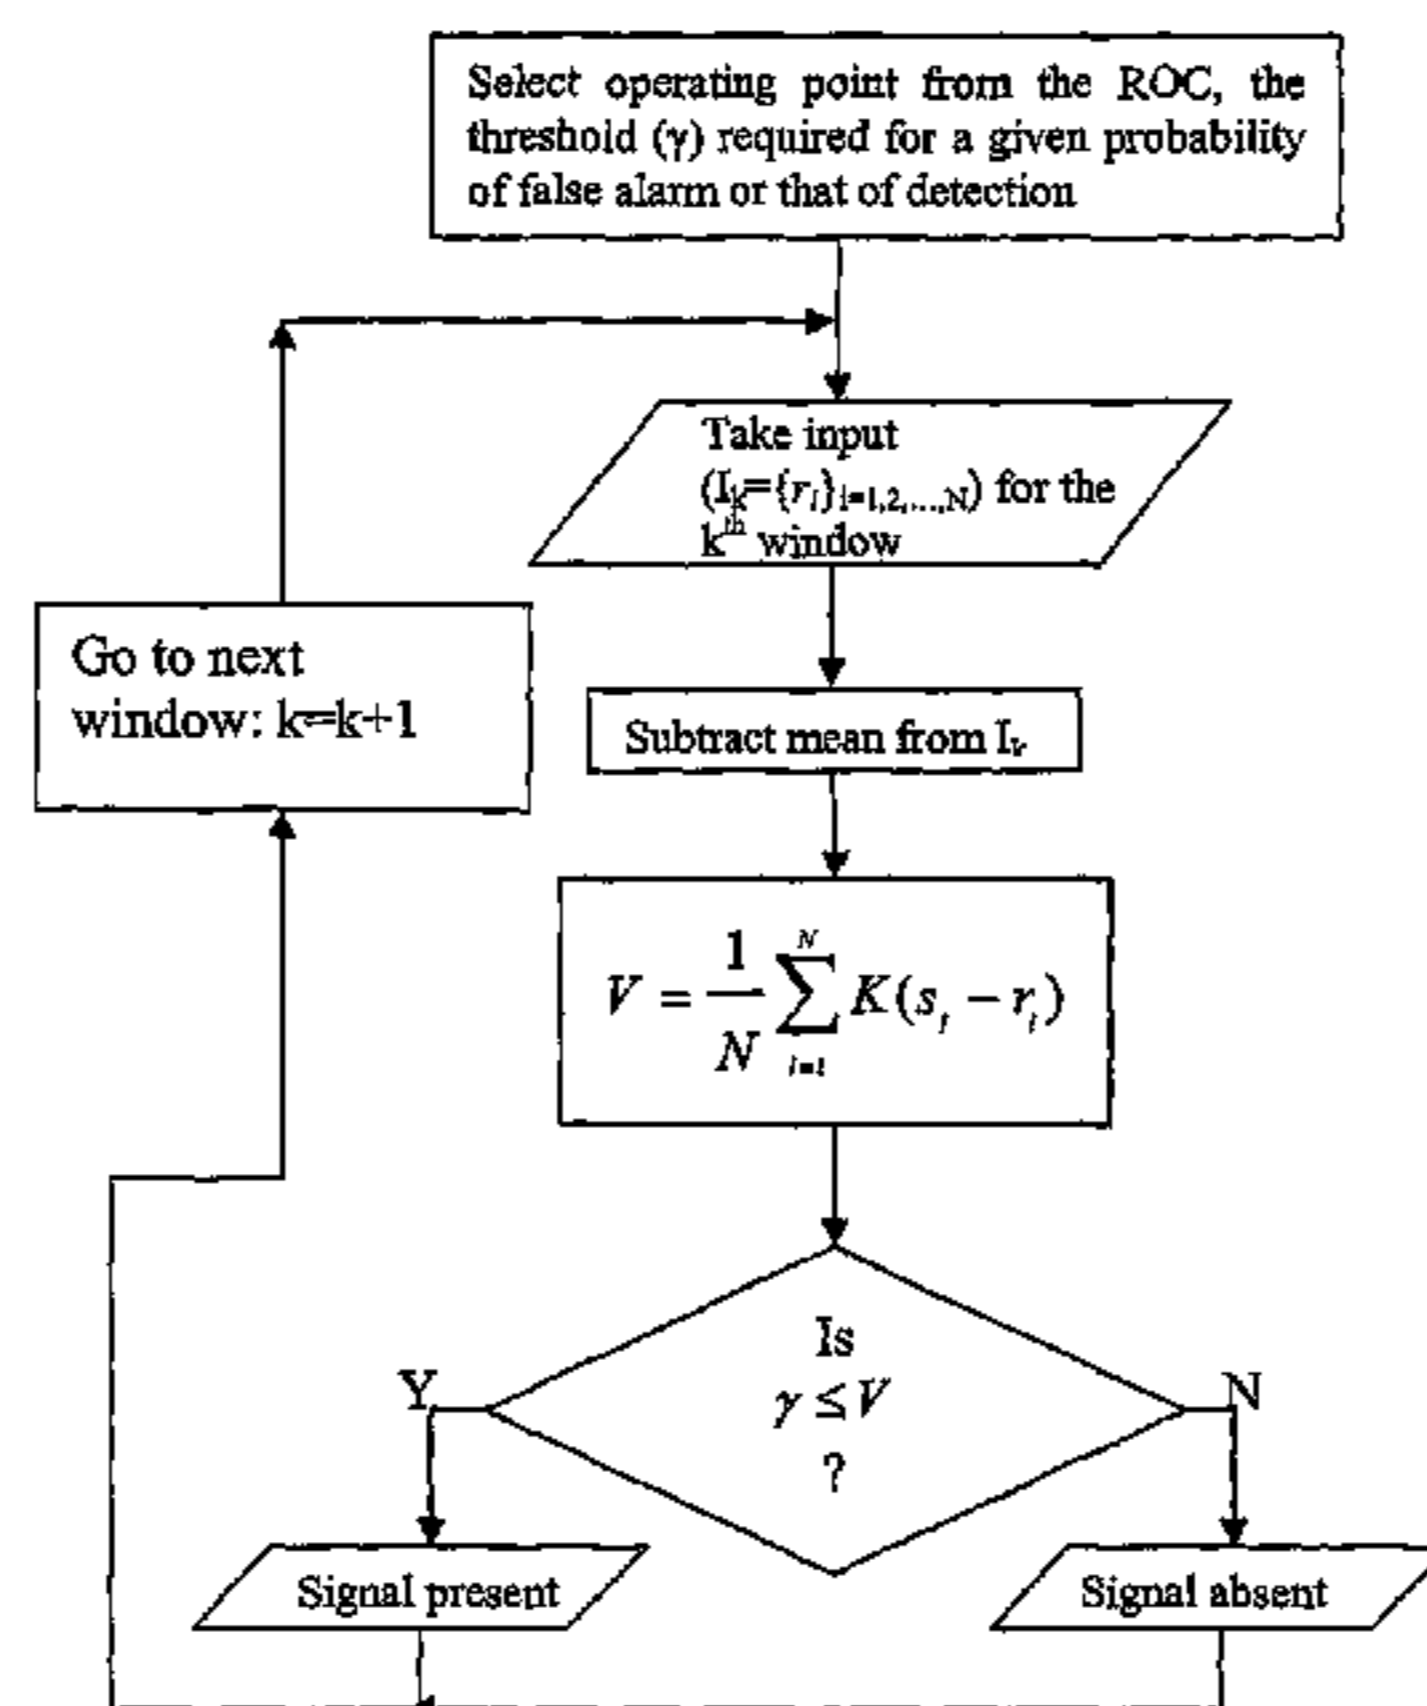 Select operating point from the ROC, the
threshold (γ) required for a given probability
of false alarm or that of detection
Take input
(I_k={r_i}_{i=1,2,...,N}) for the
k^th window
Go to next
window: k=k+1
Subtract mean from I_k
V = \frac{1}{N} \sum_{i=1}^{N} K(s_i - r_i)
Is
γ ≤ V
?
Y
N
Signal present
Signal absent